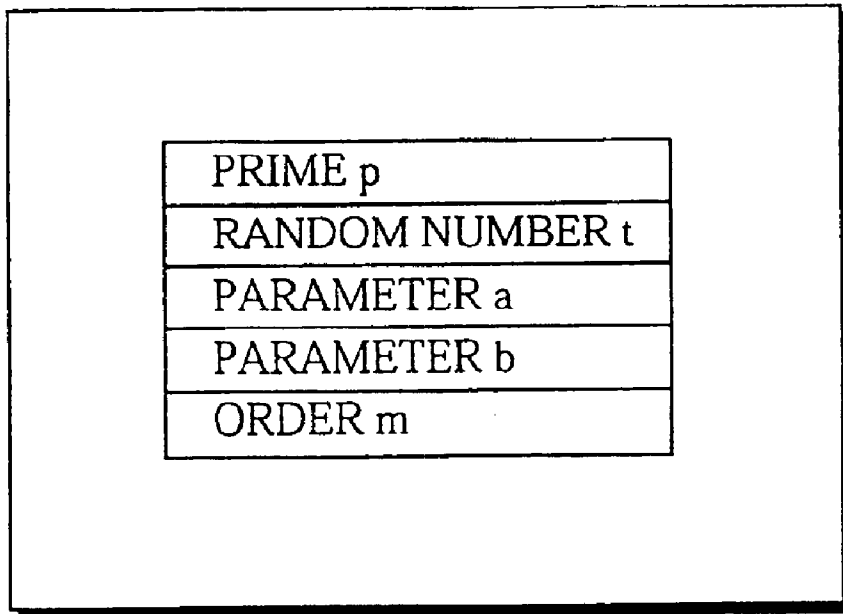 PRIME p
RANDOM NUMBER t
PARAMETER a
PARAMETER b
ORDER m